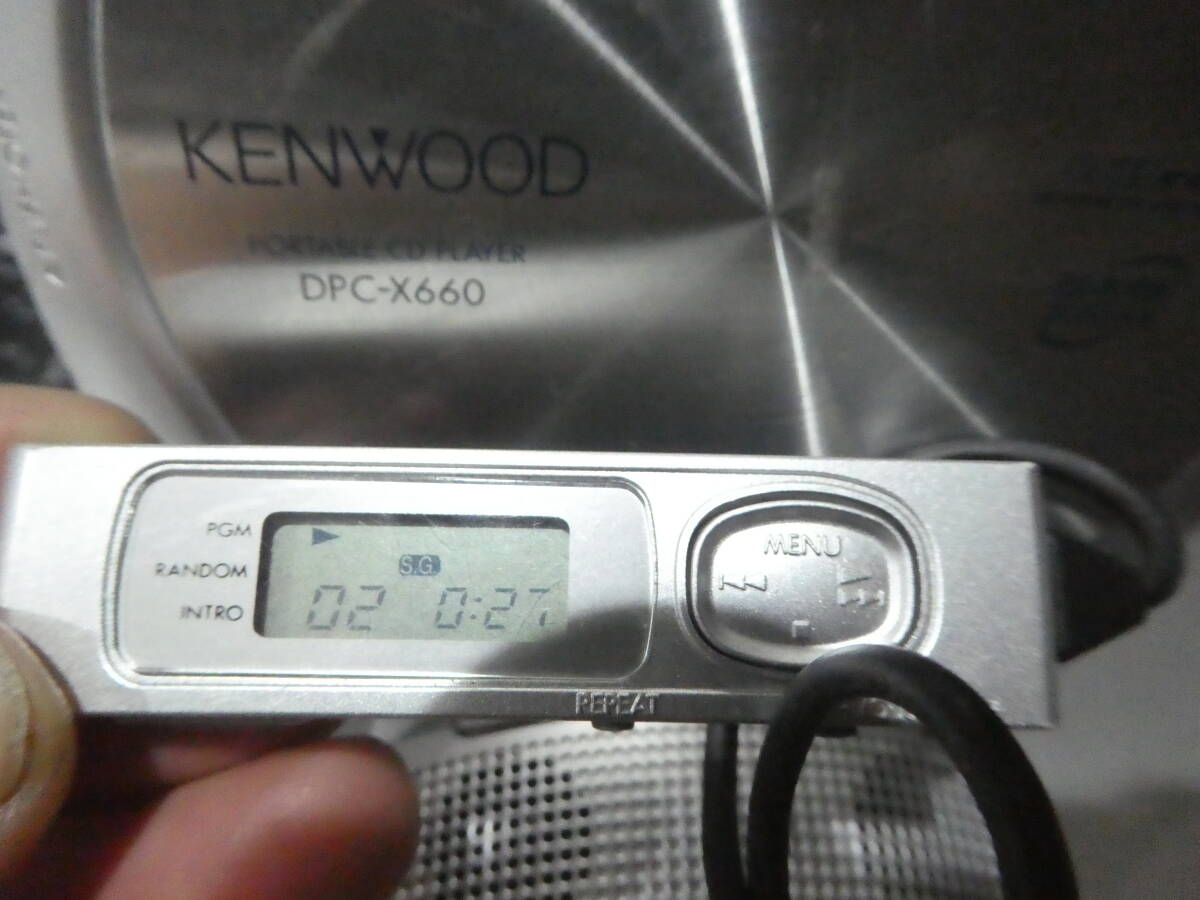 KENWOOD
PORTABLE CD PLAYER
DPC-X660
PGM
RANDOM
INTRO
S.G.
02 0:27
MENU
REPEAT